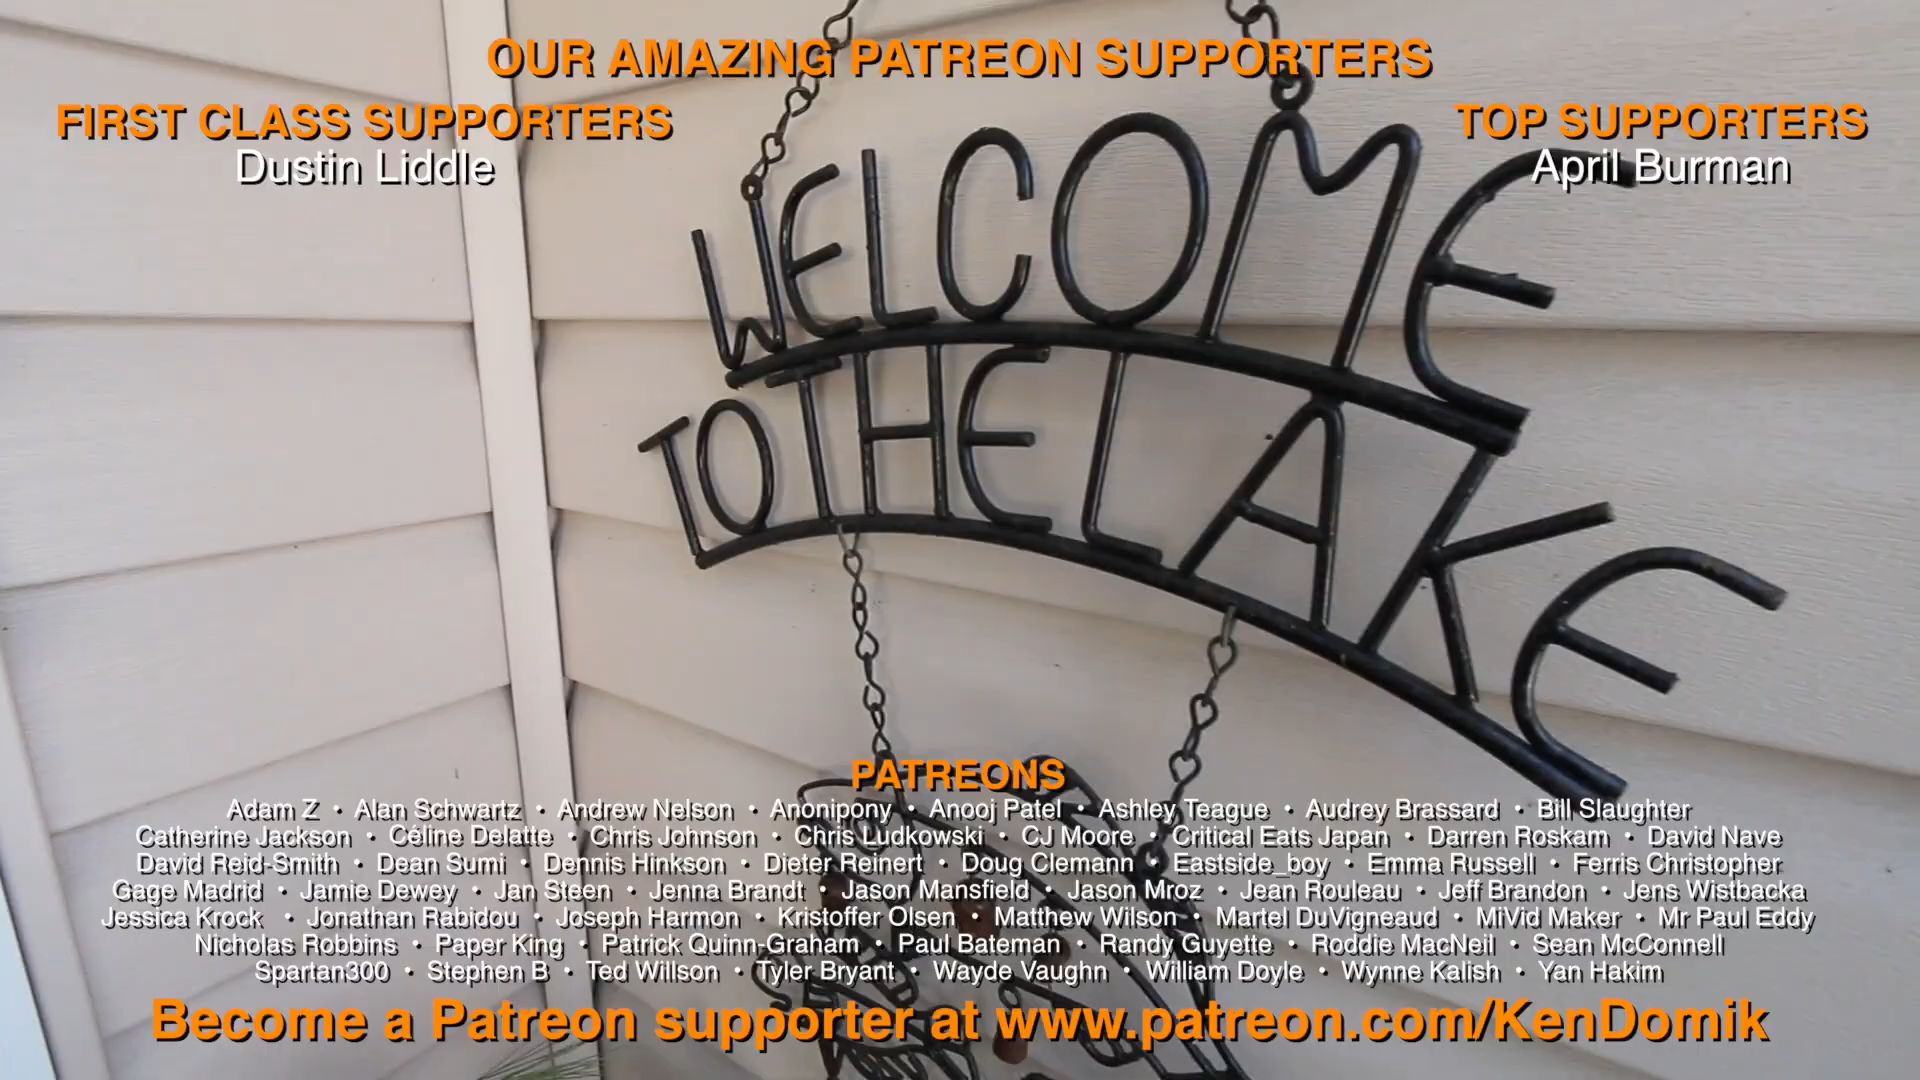 OUR AMAZING PATREON SUPPORTERS
FIRST CLASS SUPPORTERS
Dustin Liddle
TOP SUPPORTERS
April Burman
WELCOME
TO THE LAKE
PATREONS
Adam Z • Alan Schwartz • Andrew Nelson • Anonipony • Anooj Patel • Ashley Teague • Audrey Brassard • Bill Slaughter
Catherine Jackson • Céline Delatte • Chris Johnson • Chris Ludkowski • CJ Moore • Critical Eats Japan • Darren Roskam • David Nave
David Reid-Smith • Dean Sumi • Dennis Hinkson • Dieter Reinert • Doug Clemann • Eastside_boy • Emma Russell • Ferris Christopher
Gage Madrid • Jamie Dewey • Jan Steen • Jenna Brandt • Jason Mansfield • Jason Mroz • Jean Rouleau • Jeff Brandon • Jens Wistbacka
Jessica Krock • Jonathan Rabidou • Joseph Harmon • Kristoffer Olsen • Matthew Wilson • Martel DuVigneaud • MiVid Maker • Mr Paul Eddy
Nicholas Robbins • Paper King • Patrick Quinn-Graham • Paul Bateman • Randy Guyette • Roddie MacNeil • Sean McConnell
Spartan300 • Stephen B • Ted Willson • Tyler Bryant • Wayde Vaughn • William Doyle • Wynne Kalish • Yan Hakim
Become a Patreon supporter at www.patreon.com/KenDomik